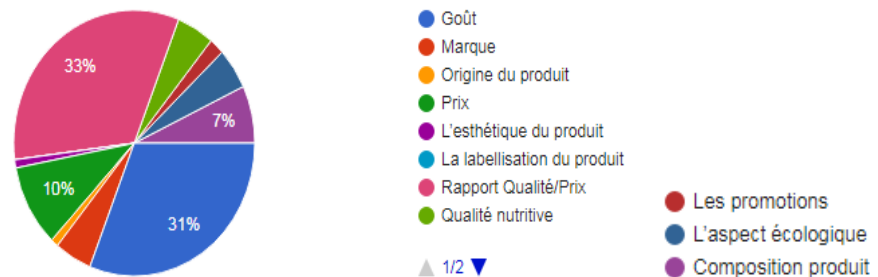 33%
7%
10%
31%
Goût
Marque
Origine du produit
Prix
L'esthétique du produit
La labellisation du produit
Rapport Qualité/Prix
Qualité nutritive
1/2
Les promotions
L'aspect écologique
Composition produit